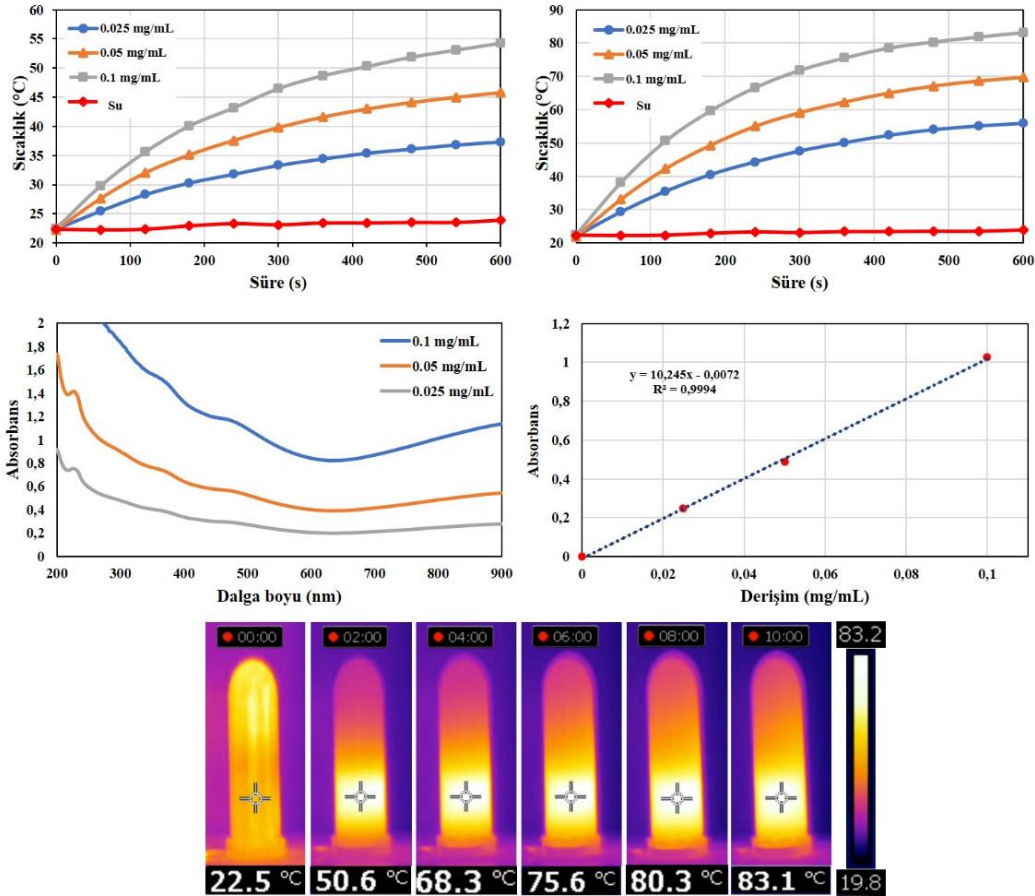 60
55
50
45
40
35
30
25
20
Sıcaklık (°C)
0.025 mg/mL
0.05 mg/mL
0.1 mg/mL
Su
0 100 200 300 400 500 600
Süre (s)
90
80
70
60
50
40
30
20
Sıcaklık (°C)
0.025 mg/mL
0.05 mg/mL
0.1 mg/mL
Su
0 100 200 300 400 500 600
Süre (s)
2
1,8
1,6
1,4
1,2
1
0,8
0,6
0,4
0,2
0
Absorbans
0.1 mg/mL
0.05 mg/mL
0.025 mg/mL
200 300 400 500 600 700 800 900
Dalga boyu (nm)
1,2
1
0,8
0,6
0,4
0,2
0
Absorbans
y = 10,245x - 0,0072
R² = 0,9994
0 0,02 0,04 0,06 0,08 0,1
Derişim (mg/mL)
00:00 02:00 04:00 06:00 08:00 10:00 83.2
22.5 °C 50.6 °C 68.3 °C 75.6 °C 80.3 °C 83.1 °C 19.8